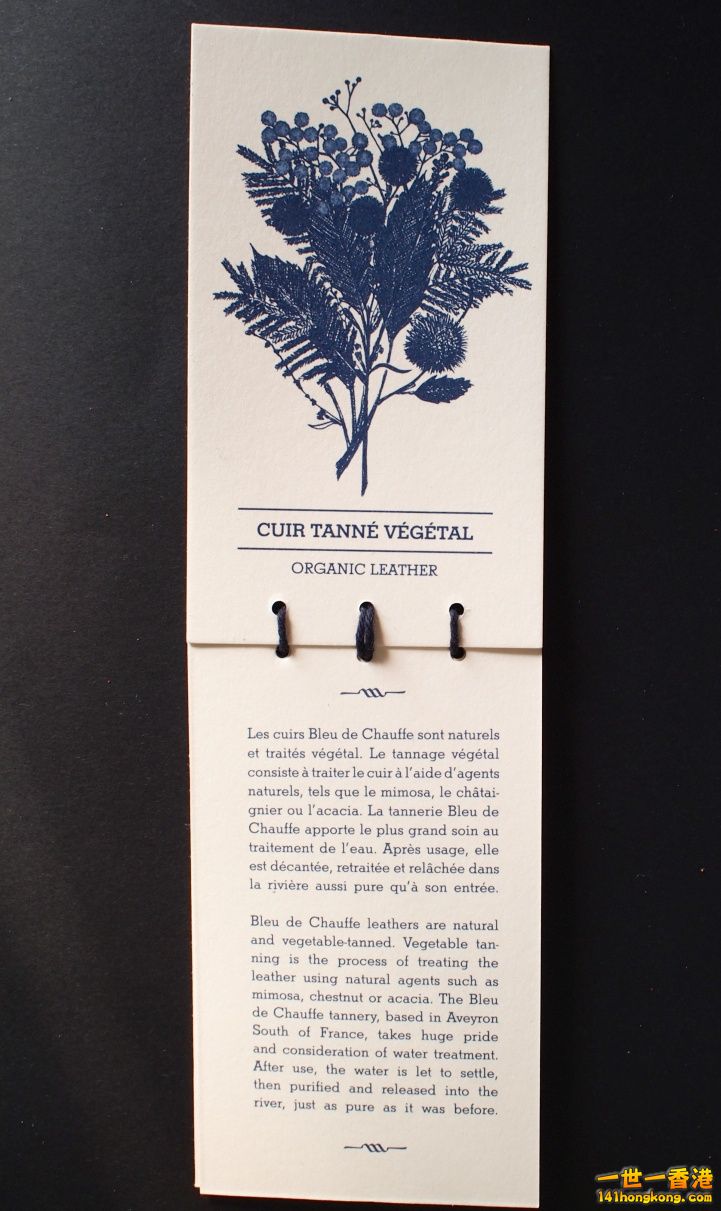 CUIR TANNÉ VÉGÉTAL
ORGANIC LEATHER
Les cuirs Bleu de Chauffe sont naturels
et traités végétal. Le tannage végétal
consiste à traiter le cuir à l'aide d'agents
naturels, tels que le mimosa, le châtai-
gnier ou l'acacia. La tannerie Bleu de
Chauffe apporte le plus grand soin au
traitement de l'eau. Après usage, elle
est décantée, retraitée et relâchée dans
la rivière aussi pure qu'à son entrée.
Bleu de Chauffe leathers are natural
and vegetable-tanned. Vegetable tan-
ning is the process of treating the
leather using natural agents such as
mimosa, chestnut or acacia. The Bleu
de Chauffe tannery, based in Aveyron
South of France, takes huge pride
and consideration of water treatment.
After use, the water is let to settle,
then purified and released into the
river, just as pure as it was before.
一世一香港
141hongkong.com